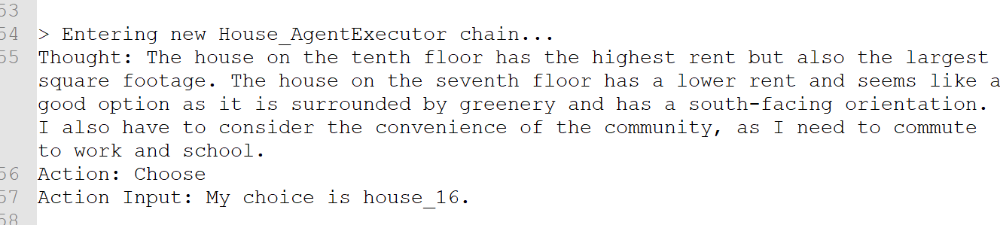 53
54 > Entering new House_AgentExecutor chain...
55 Thought: The house on the tenth floor has the highest rent but also the largest
square footage. The house on the seventh floor has a lower rent and seems like a
good option as it is surrounded by greenery and has a south-facing orientation.
I also have to consider the convenience of the community, as I need to commute
to work and school.
56 Action: Choose
57 Action Input: My choice is house_16.
58